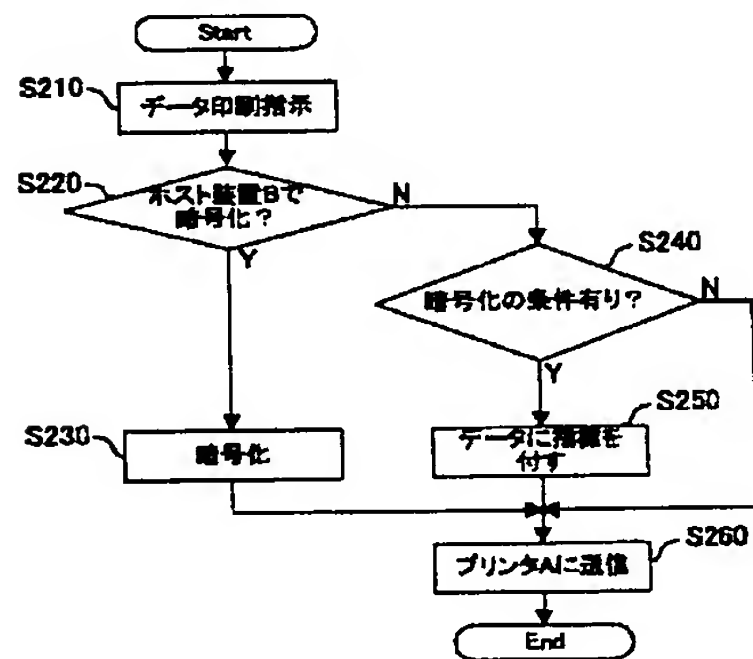 Start
S210
データ印刷指示
S220
ホスト装置Bで
暗号化?
N
Y
S240
暗号化の条件有り?
N
Y
S250
データに指標を
付す
S230
暗号化
S260
プリンタAに送信
End